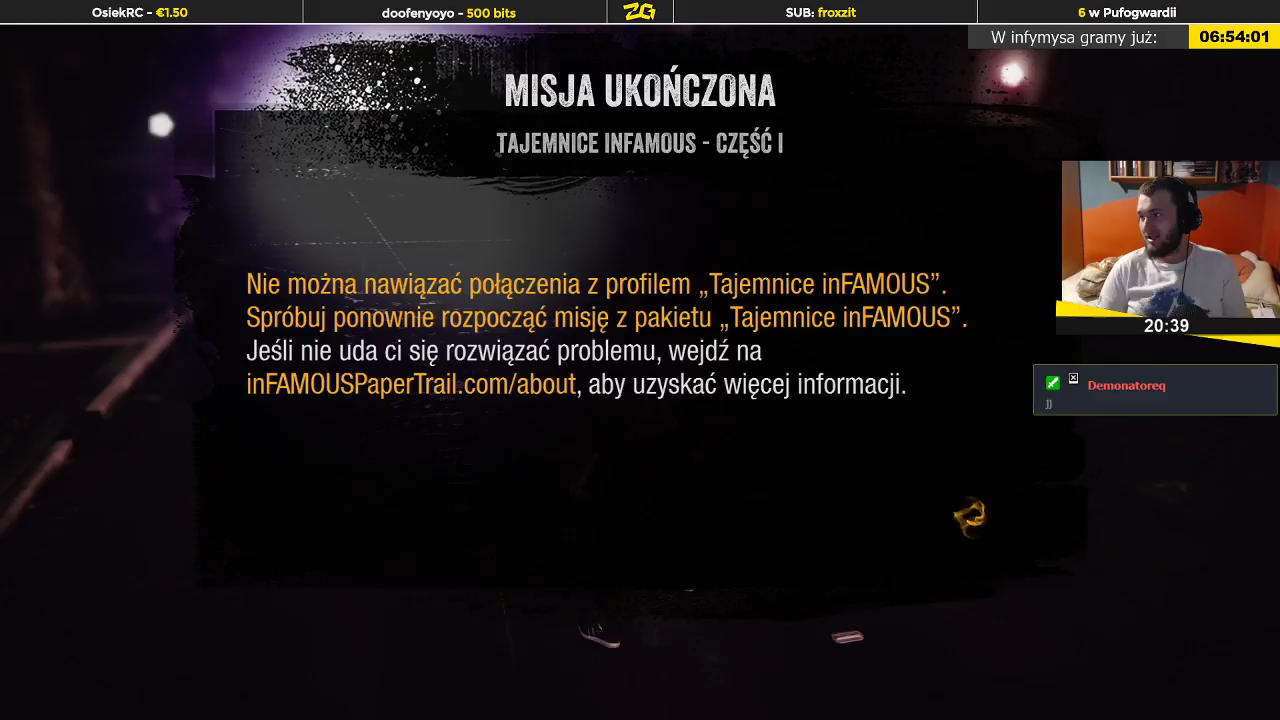 OsiekRC - €1.50
doofenyoyo - 500 bits
ZG
SUB: froxzit
6 w Pufogwardii
W infymysa gramy już: 06:54:01
MISJA UKOŃCZONA
TAJEMNICE INFAMOUS - CZĘŚĆ I
Nie można nawiązać połączenia z profilem „Tajemnice inFAMOUS”.
Spróbuj ponownie rozpocząć misję z pakietu „Tajemnice inFAMOUS”.
Jeśli nie uda ci się rozwiązać problemu, wejdź na
inFAMOUSPaperTrail.com/about, aby uzyskać więcej informacji.
20:39
Demonatoreq
jj